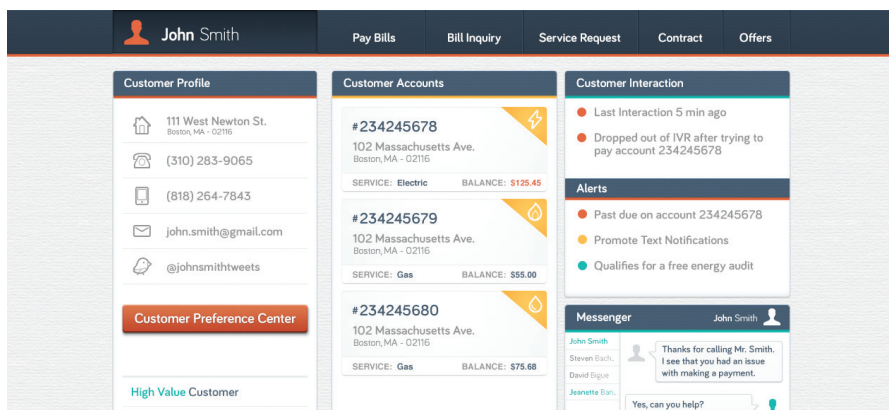 John Smith
Pay Bills
Bill Inquiry
Service Request
Contract
Offers
Customer Profile
111 West Newton St.
Boston, MA - 02116
(310) 283-9065
(818) 264-7843
john.smith@gmail.com
@johnsmithtweets
Customer Preference Center
High Value Customer
Customer Accounts
#234245678
102 Massachusetts Ave.
Boston, MA - 02116
SERVICE: Electric BALANCE: $125.45
#234245679
102 Massachusetts Ave.
Boston, MA - 02116
SERVICE: Gas BALANCE: $55.00
#234245680
102 Massachusetts Ave.
Boston, MA - 02116
SERVICE: Gas BALANCE: $75.68
Customer Interaction
Last Interaction 5 min ago
Dropped out of IVR after trying to
pay account 234245678
Alerts
Past due on account 234245678
Promote Text Notifications
Qualifies for a free energy audit
Messenger John Smith
John Smith
Steven Bach.
David Bigue
Jeanette Ban.
Thanks for calling Mr. Smith.
I see that you had an issue
with making a payment.
Yes, can you help?